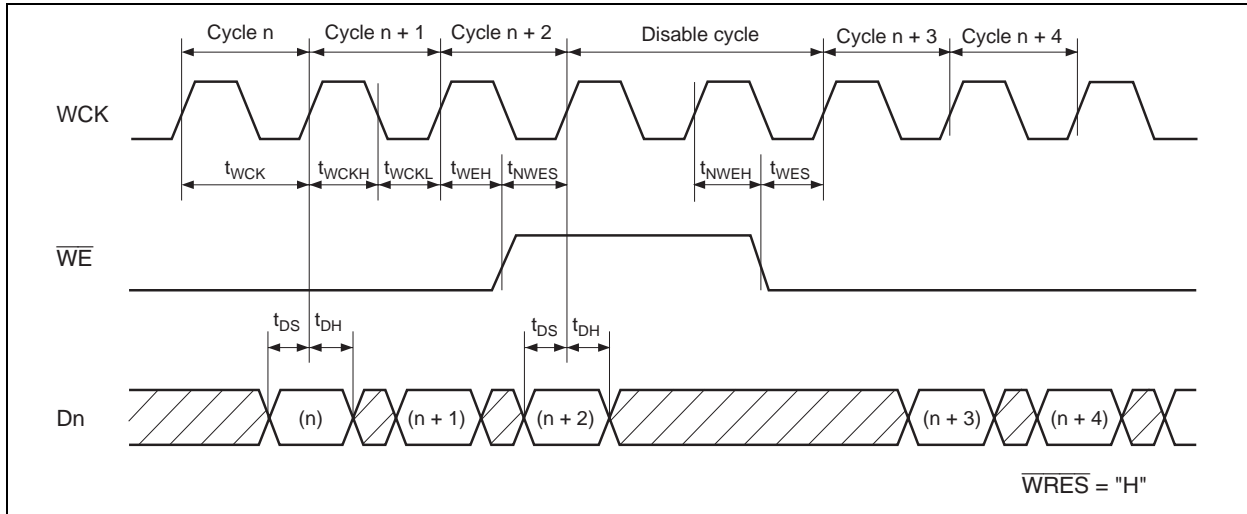 Cycle n Cycle n + 1 Cycle n + 2 Disable cycle Cycle n + 3 Cycle n + 4
WCK
tWCK tWCKH tWCKL tWEH tNWES tNWEH tWES
WE
tDS tDH tDS tDH
Dn (n) (n + 1) (n + 2) (n + 3) (n + 4)
WRES = "H"